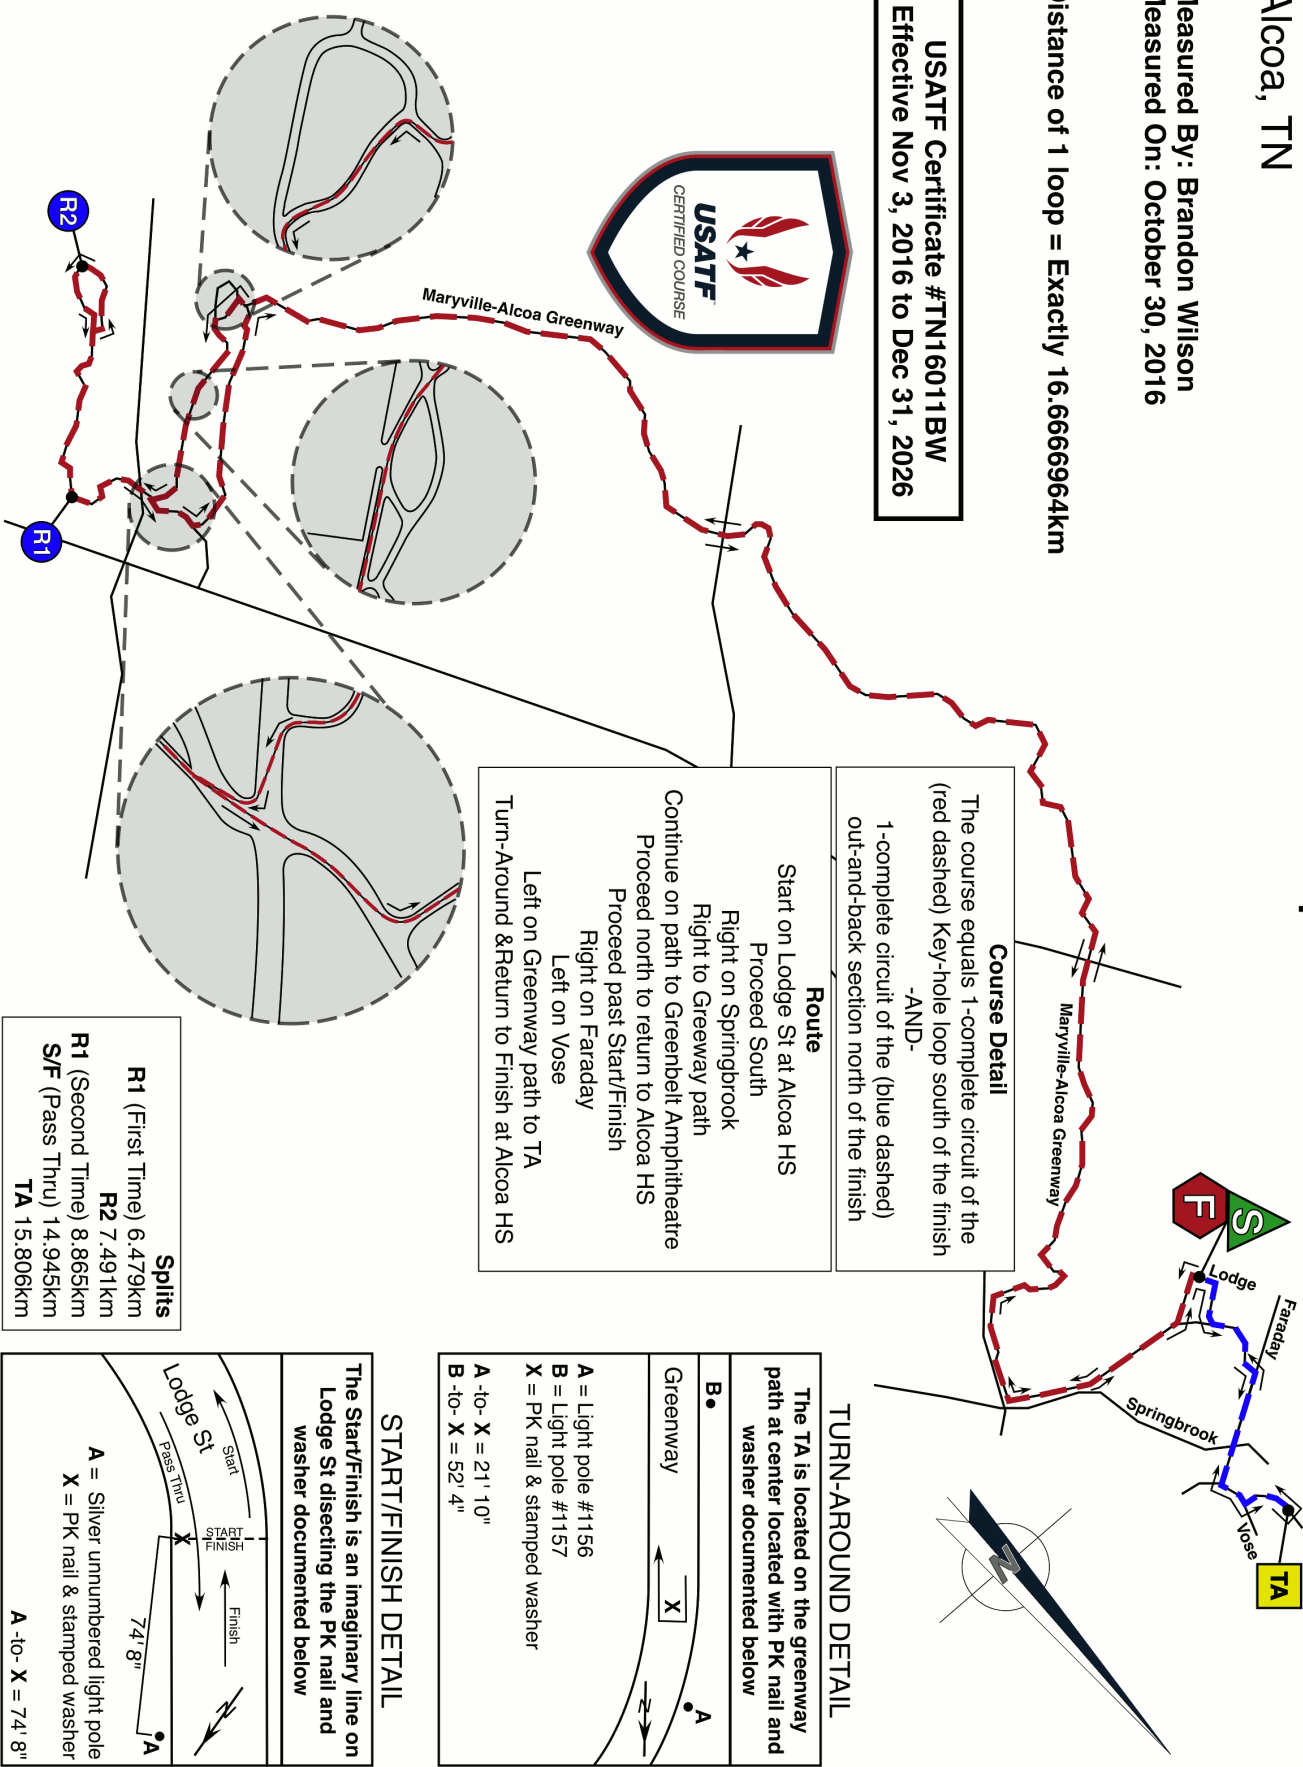 Alcoa, TN
Measured By: Brandon Wilson
Measured On: October 30, 2016
Distance of 1 loop = Exactly 16.6666964km
USATF Certificate #TN16011BW
Effective Nov 3, 2016 to Dec 31, 2026
USATF
CERTIFIED COURSE
Maryville-Alcoa Greenway
R2
R1
Maryville-Alcoa Greenway
S
F
Lodge
Faraday
Springbrook
Vose
TA
N
Course Detail
The course equals 1-complete circuit of the
(red dashed) Key-hole loop south of the finish
-AND-
1-complete circuit of the (blue dashed)
out-and-back section north of the finish
Route
Start on Lodge St at Alcoa HS
Proceed South
Right on Springbrook
Right to Greeway path
Continue on path to Greenbelt Amphitheatre
Proceed north to return to Alcoa HS
Proceed past Start/Finish
Right on Faraday
Left on Vose
Left on Greenway path to TA
Turn-Around &Return to Finish at Alcoa HS
Splits
R1 (First Time) 6.479km
R2 7.491km
R1 (Second Time) 8.865km
S/F (Pass Thru) 14.945km
TA 15.806km
TURN-AROUND DETAIL
The TA is located on the greenway
path at center located with PK nail and
washer documented below
B
A
Greenway
X
N
A = Light pole #1156
B = Light pole #1157
X = PK nail & stamped washer
A -to- X = 21' 10"
B -to- X = 52' 4"
START/FINISH DETAIL
The Start/Finish is an imaginary line on
Lodge St disecting the PK nail and
washer documented below
Lodge St
Start
Pass Thru
START
FINISH
Finish
X
N
74' 8"
A
A = Silver unnumbered light pole
X = PK nail & stamped washer
A -to- X = 74' 8"